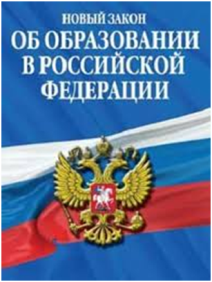 НОВЫЙ ЗАКОН
ОБ ОБРАЗОВАНИИ
В РОССИЙСКОЙ
ФЕДЕРАЦИИ